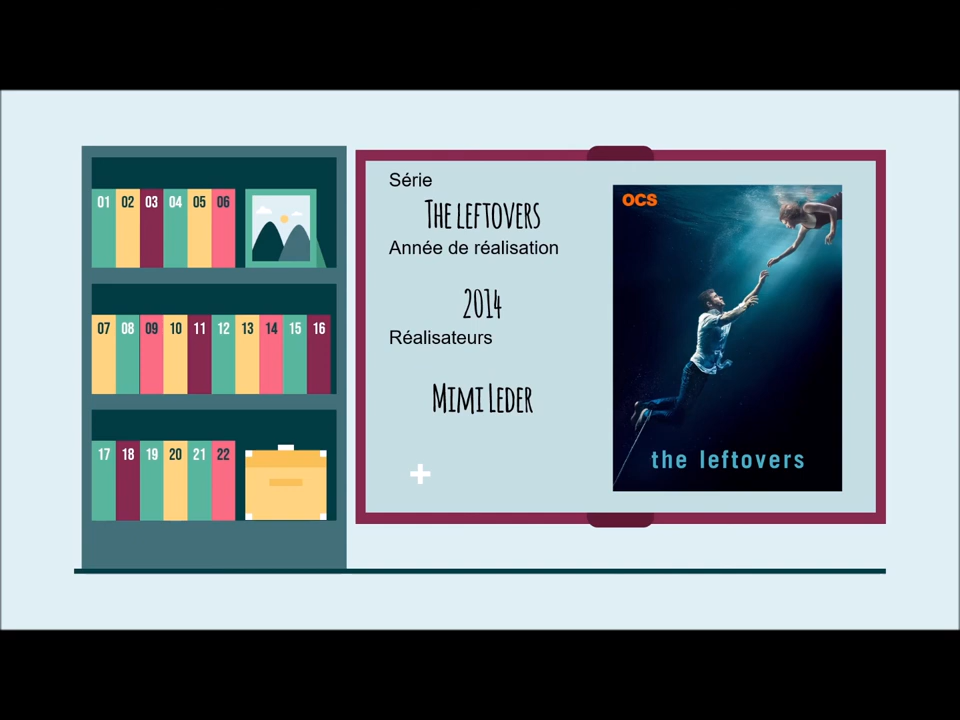 01 02 03 04 05 06
07 08 09 10 11 12 13 14 15 16
17 18 19 20 21 22
Série
The leftovers
Année de réalisation
2014
Réalisateurs
Mimi Leder
+
ocs
the leftovers